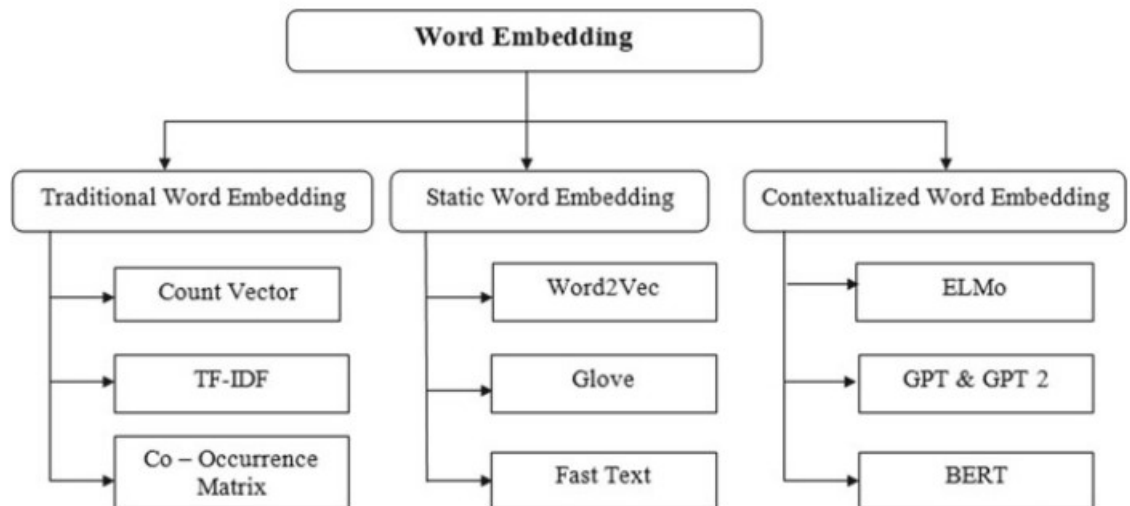 Word Embedding
Traditional Word Embedding
Static Word Embedding
Contextualized Word Embedding
Count Vector
TF-IDF
Co – Occurrence
Matrix
Word2Vec
Glove
Fast Text
ELMo
GPT & GPT 2
BERT